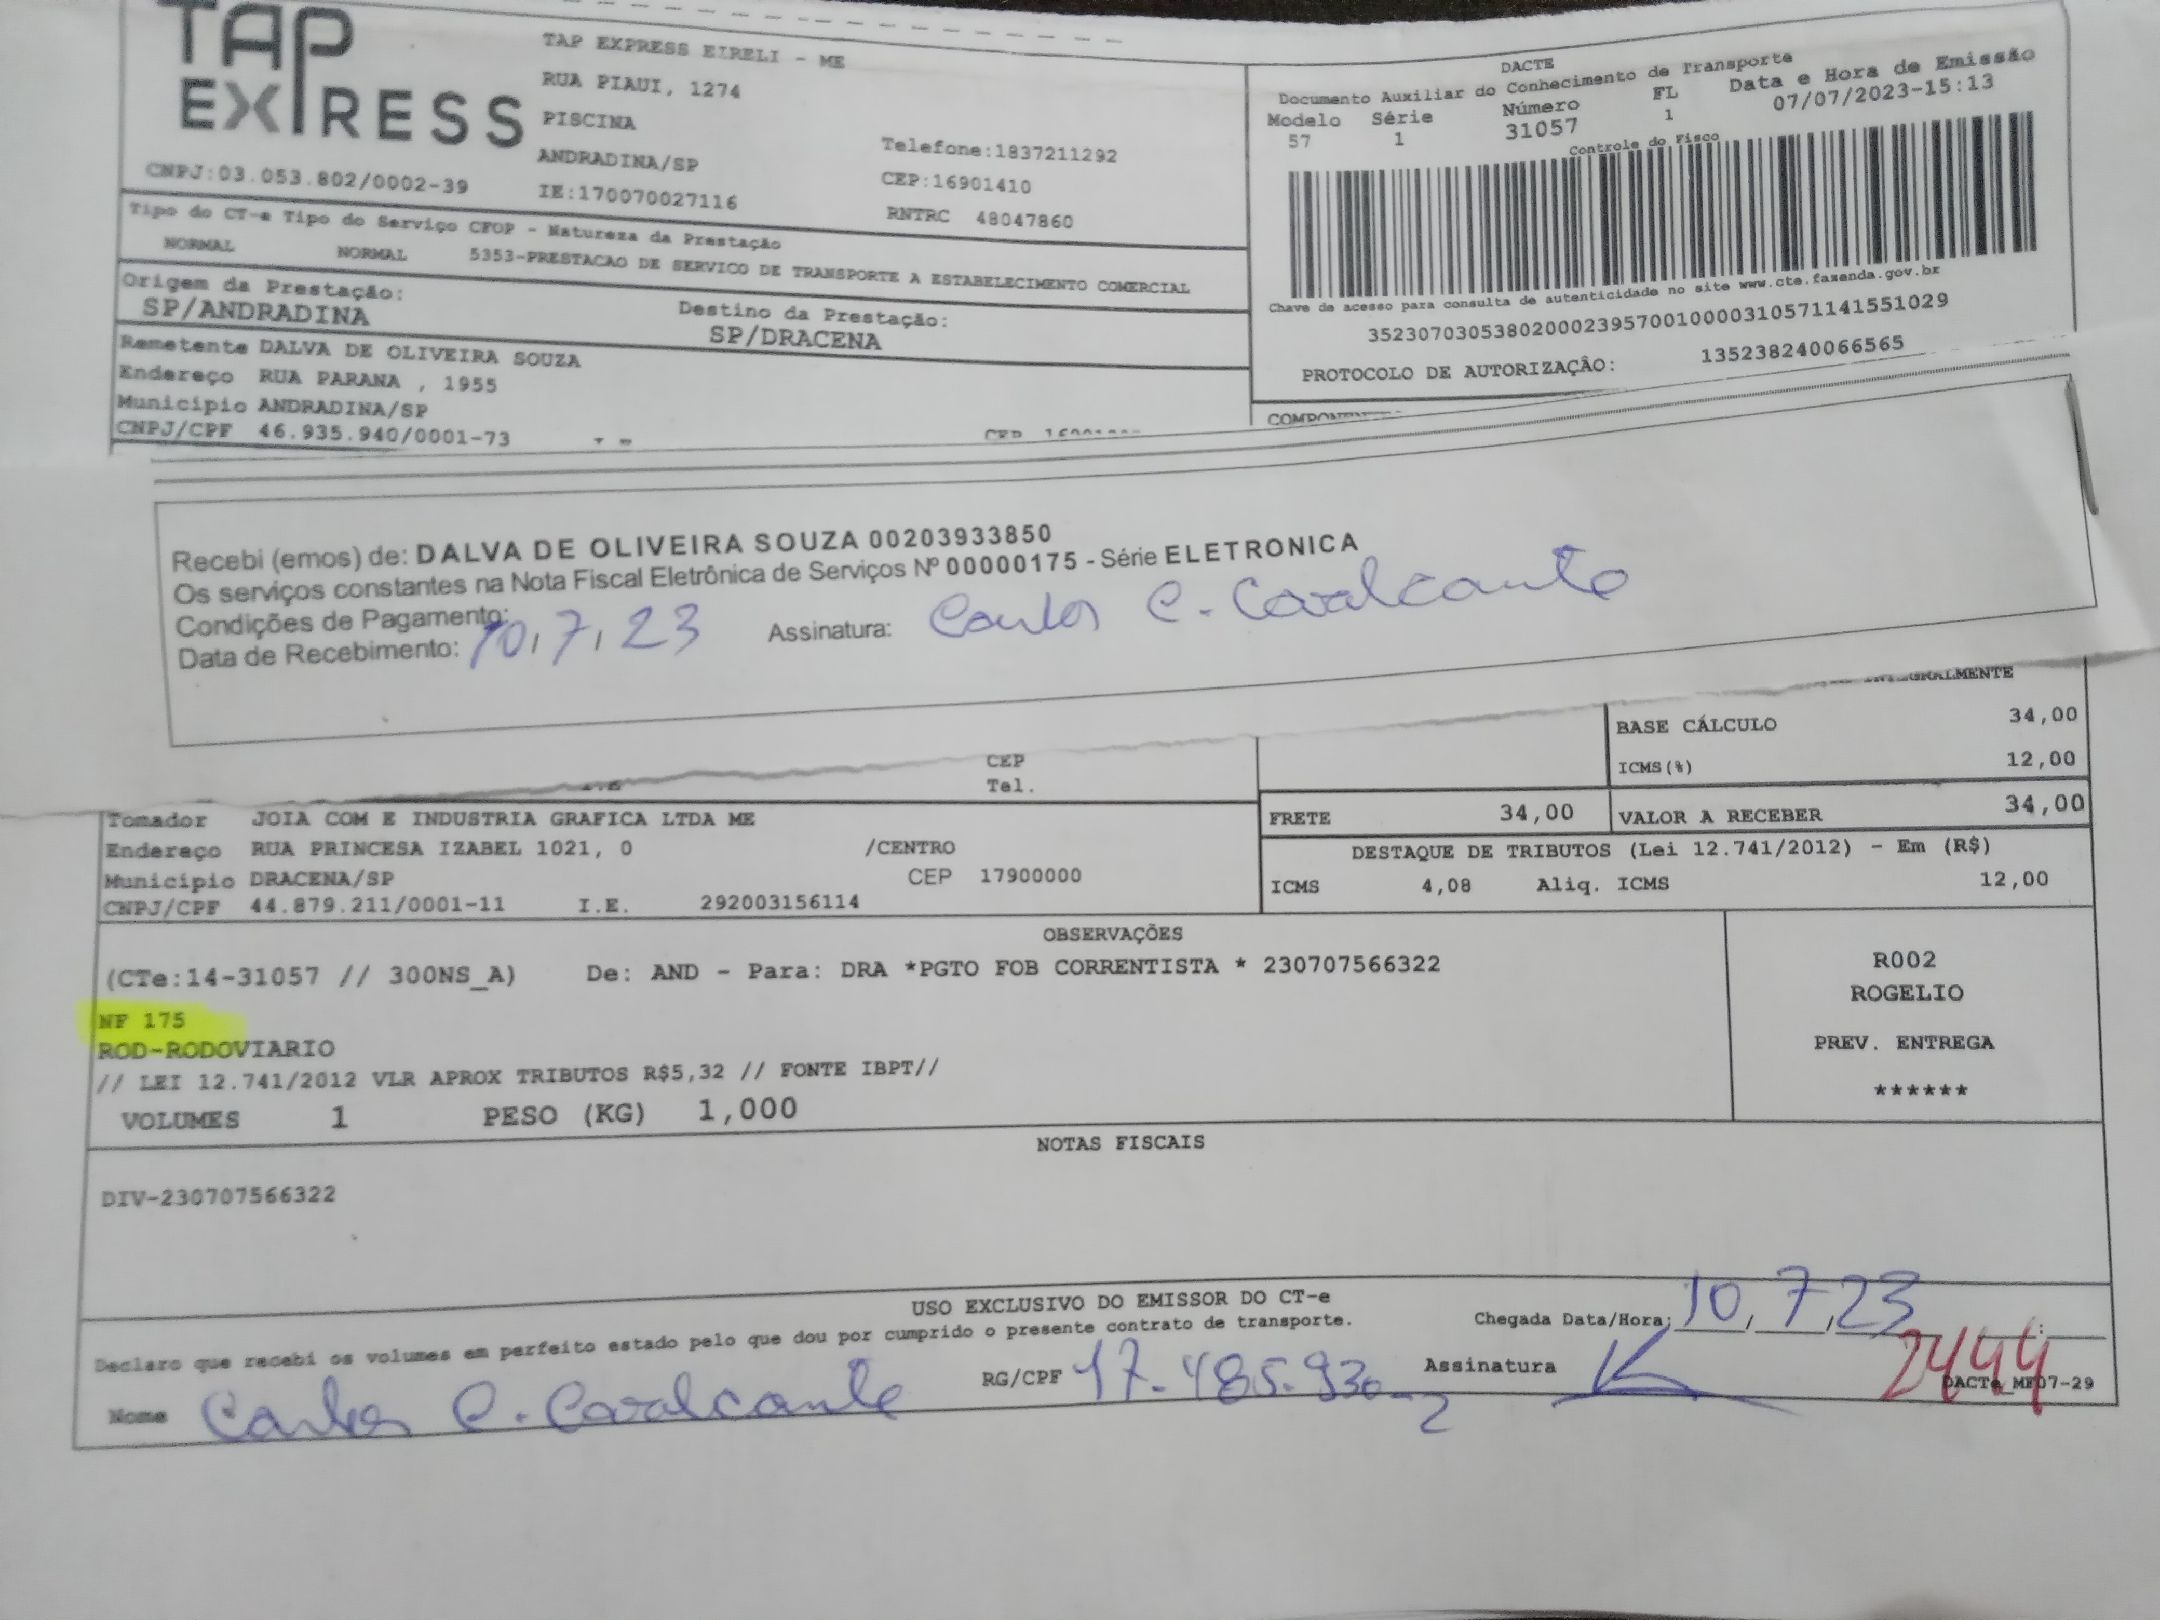 TAP EXPRESS
TAP EXPRESS EIRELI - ME
RUA PIAUI, 1274
PISCINA
ANDRADINA/SP
IE:170070027116
Telefone:1837211292
CEP:16901410
RNTRC 48047860
CNPJ:03.053.802/0002-39
DACTE
Documento Auxiliar do Conhecimento de Transporte
Modelo Série Número FL Data e Hora de Emissão
57 1 31057 1 07/07/2023-15:13
Controle do Fisco
Chave de acesso para consulta de autenticidade no site www.cte.fazenda.gov.br
35230703053802000239570010000310571141551029
PROTOCOLO DE AUTORIZAÇÂO: 135238240066565
Tipo do CT-e Tipo do Serviço CFOP - Natureza da Prestação
NORMAL NORMAL 5353-PRESTACAO DE SERVICO DE TRANSPORTE A ESTABELECIMENTO COMERCIAL
Origem da Prestação: Destino da Prestação:
SP/ANDRADINA SP/DRACENA
Remetente DALVA DE OLIVEIRA SOUZA
Endereço RUA PARANA , 1955
Município ANDRADINA/SP
CNPJ/CPF 46.935.940/0001-73 CEP
Recebi (emos) de: DALVA DE OLIVEIRA SOUZA 00203933850
Os serviços constantes na Nota Fiscal Eletrônica de Serviços Nº 00000175 - Série ELETRONICA
Condições de Pagamento:
Data de Recebimento: 10, 7, 23 Assinatura: Carlos C. Cavalcante
BASE CÁLCULO 34,00
ICMS(%) 12,00
CEP
Tel.
FRETE 34,00 VALOR A RECEBER 34,00
DESTAQUE DE TRIBUTOS (Lei 12.741/2012) - Em (R$)
ICMS 4,08 Aliq. ICMS 12,00
Tomador JOIA COM E INDUSTRIA GRAFICA LTDA ME
Endereço RUA PRINCESA IZABEL 1021, 0 /CENTRO
Município DRACENA/SP CEP 17900000
CNPJ/CPF 44.879.211/0001-11 I.E. 292003156114
OBSERVAÇÕES
(CTe:14-31057 // 300NS_A) De: AND - Para: DRA *PGTO FOB CORRENTISTA * 230707566322
NF 175
ROD-RODOVIARIO
// LEI 12.741/2012 VLR APROX TRIBUTOS R$5,32 // FONTE IBPT//
VOLUMES 1 PESO (KG) 1,000
R002
ROGELIO
PREV. ENTREGA
******
NOTAS FISCAIS
DIV-230707566322
USO EXCLUSIVO DO EMISSOR DO CT-e
Declaro que recebi os volumes em perfeito estado pelo que dou por cumprido o presente contrato de transporte.
Chegada Data/Hora: 10, 7, 23
Nome Carlos C. Cavalcante RG/CPF 17.485.930-2 Assinatura
2444
DACTe_MF07-29